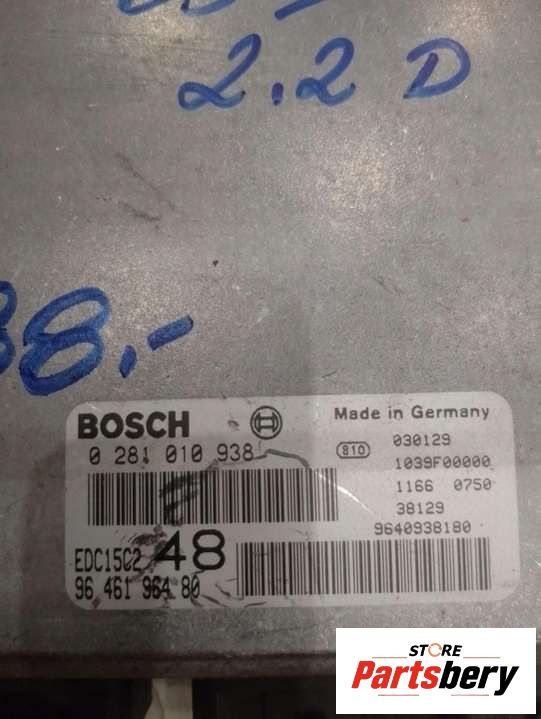 2.2 D
38.-
BOSCH
Made in Germany
0 281 010 938
810
030129
1039F00000
1166 0750
38129
9640938180
EDC15C2
48
96 461 964 80
STORE
Partsbery